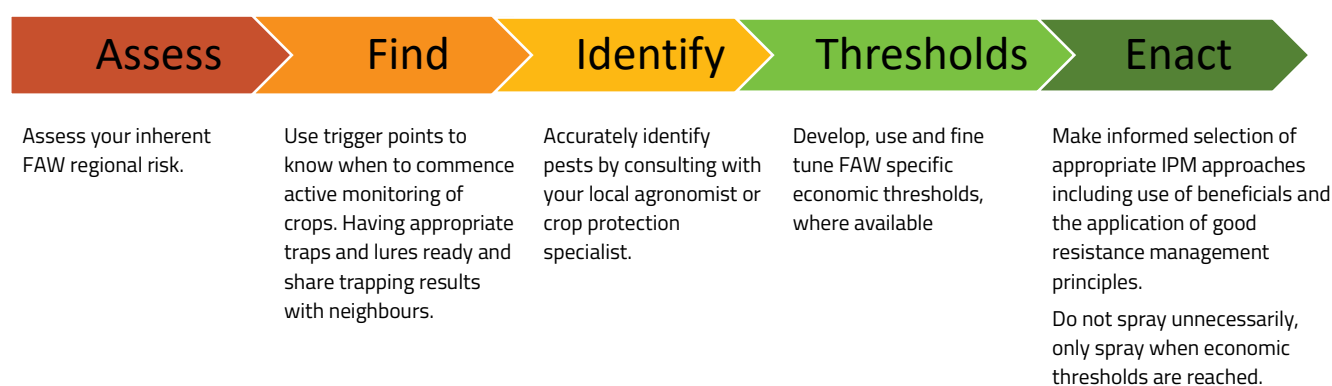 Assess
Find
Identify
Thresholds
Enact
Assess your inherent
FAW regional risk.
Use trigger points to
know when to commence
active monitoring of
crops. Having appropriate
traps and lures ready and
share trapping results
with neighbours.
Accurately identify
pests by consulting with
your local agronomist or
crop protection
specialist.
Develop, use and fine
tune FAW specific
economic thresholds,
where available
Make informed selection of
appropriate IPM approaches
including use of beneficials and
the application of good
resistance management
principles.
Do not spray unnecessarily,
only spray when economic
thresholds are reached.